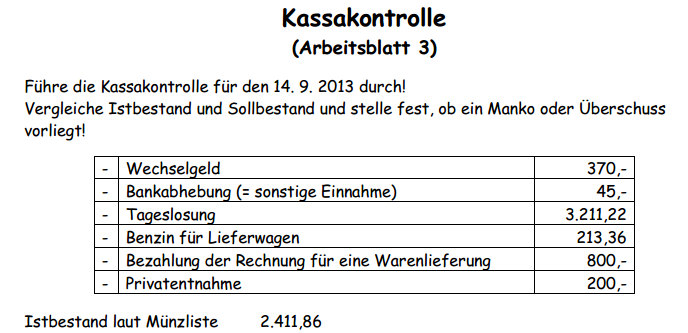 Kassakontrolle
(Arbeitsblatt 3)
Führe die Kassakontrolle für den 14. 9. 2013 durch!
Vergleiche Istbestand und Sollbestand und stelle fest, ob ein Manko oder Überschuss
vorliegt!
- Wechselgeld 370,-
- Bankabhebung (= sonstige Einnahme) 45,-
- Tageslosung 3.211,22
- Benzin für Lieferwagen 213,36
- Bezahlung der Rechnung für eine Warenlieferung 800,-
- Privatentnahme 200,-
Istbestand laut Münzliste 2.411,86